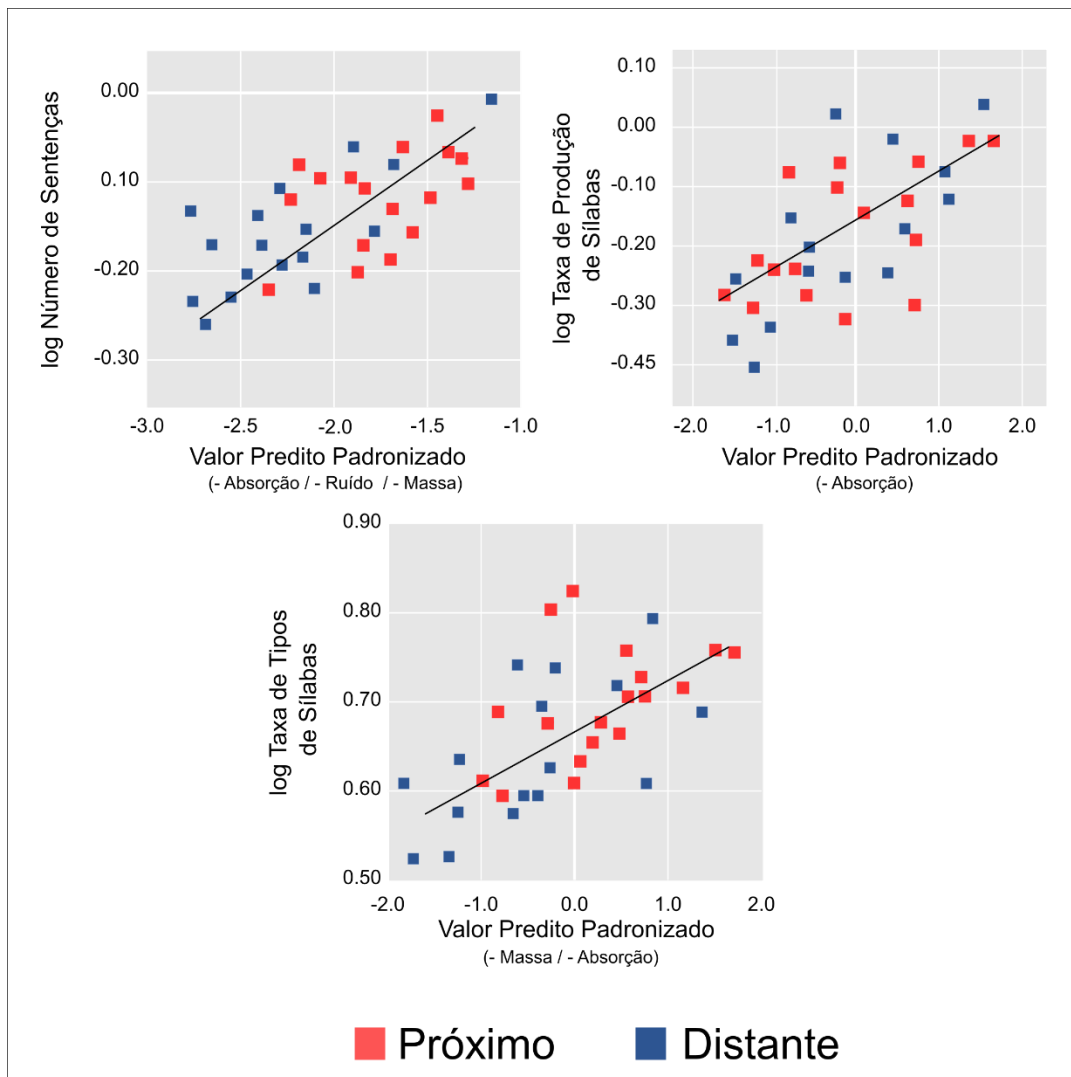 log Número de Sentenças
0.00
0.10
-0.20
-0.30
-3.0
-2.5
-2.0
-1.5
-1.0
Valor Predito Padronizado
(- Absorção / - Ruído / - Massa)
log Taxa de Produção
de Sílabas
0.10
0.00
-0.10
-0.20
-0.30
-0.45
-2.0
-1.0
0.0
1.0
2.0
Valor Predito Padronizado
(- Absorção)
log Taxa de Tipos
de Sílabas
0.90
0.80
0.70
0.60
0.50
-2.0
-1.0
0.0
1.0
2.0
Valor Predito Padronizado
(- Massa / - Absorção)
Próximo
Distante